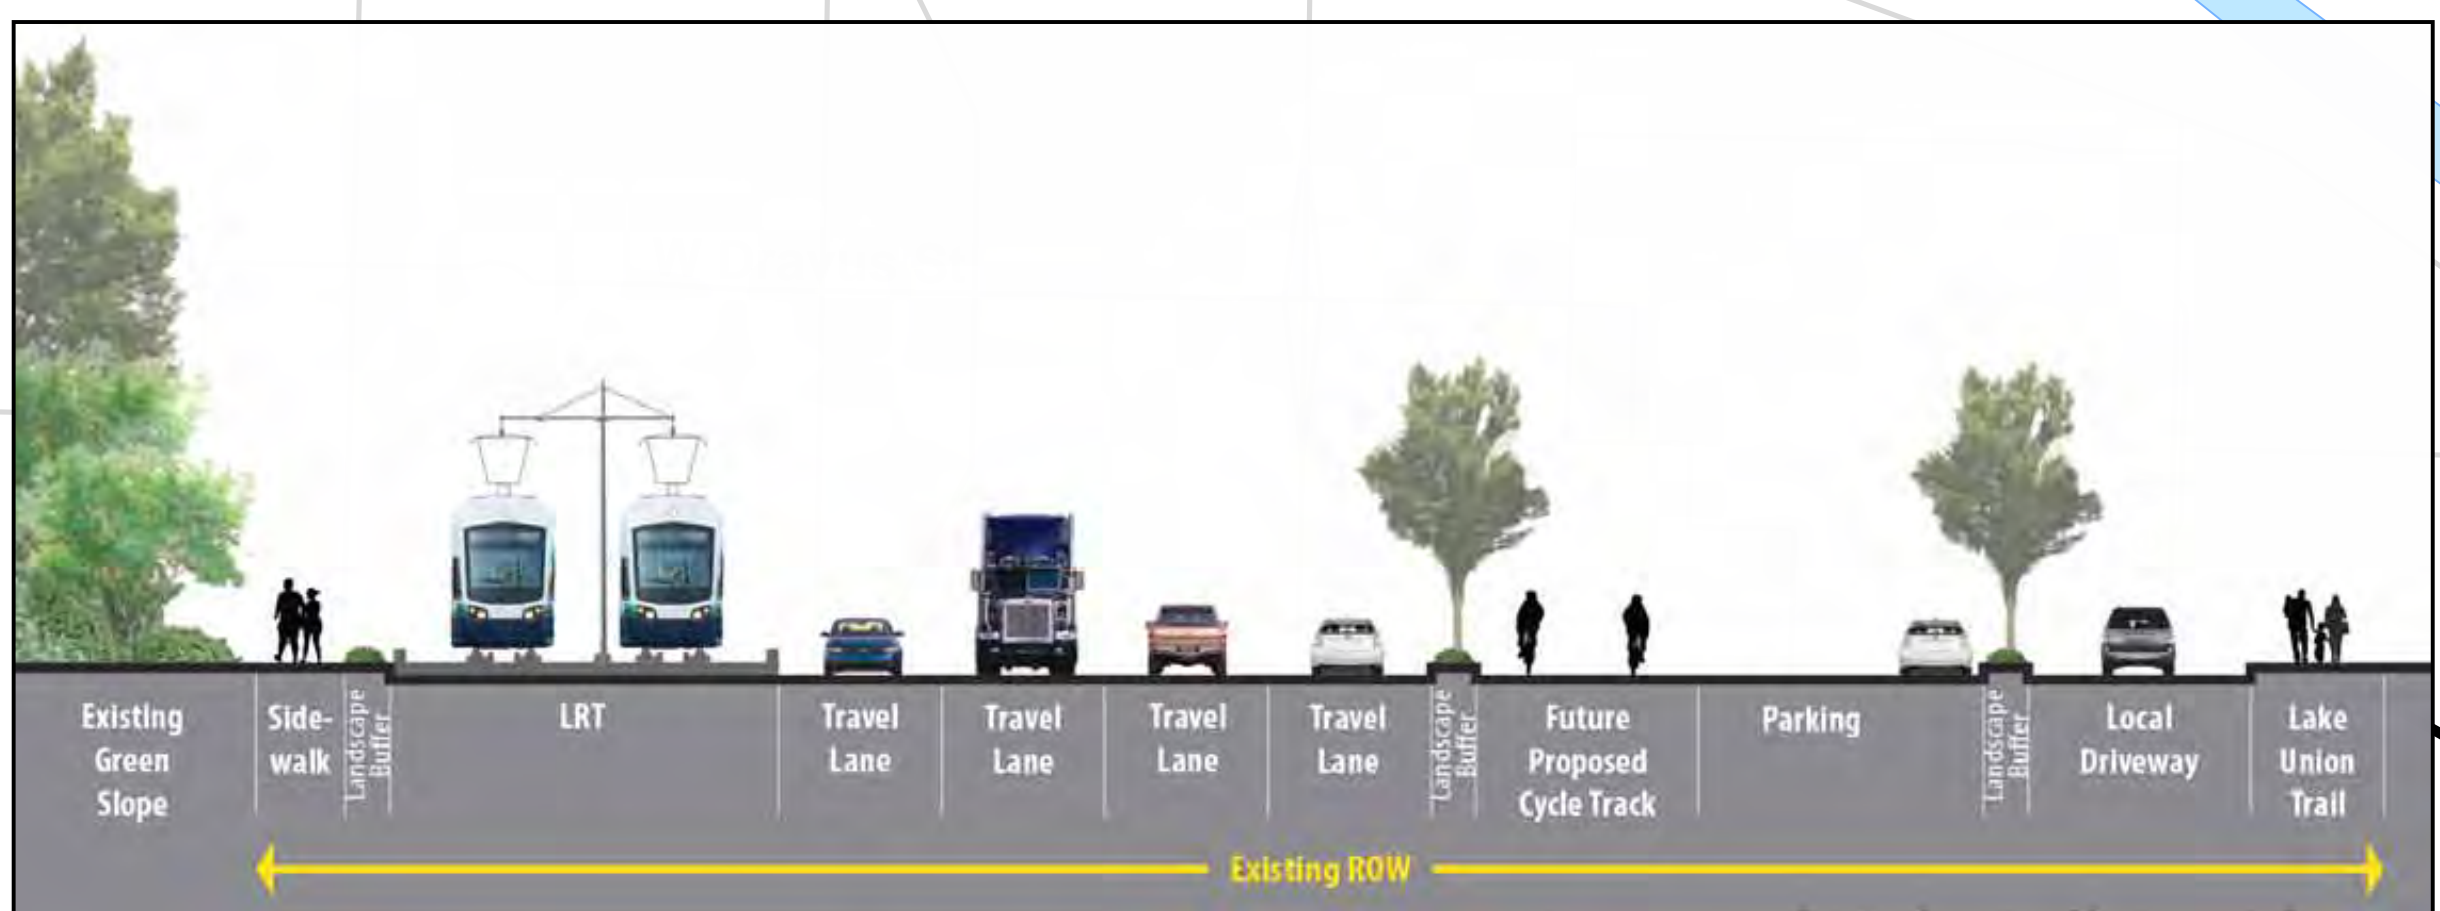 Existing
Green
Slope
Side-
walk
Landscape
Buffer
LRT
Travel
Lane
Travel
Lane
Travel
Lane
Travel
Lane
Landscape
Buffer
Future
Proposed
Cycle Track
Parking
Landscape
Buffer
Local
Driveway
Lake
Union
Trail
Existing ROW